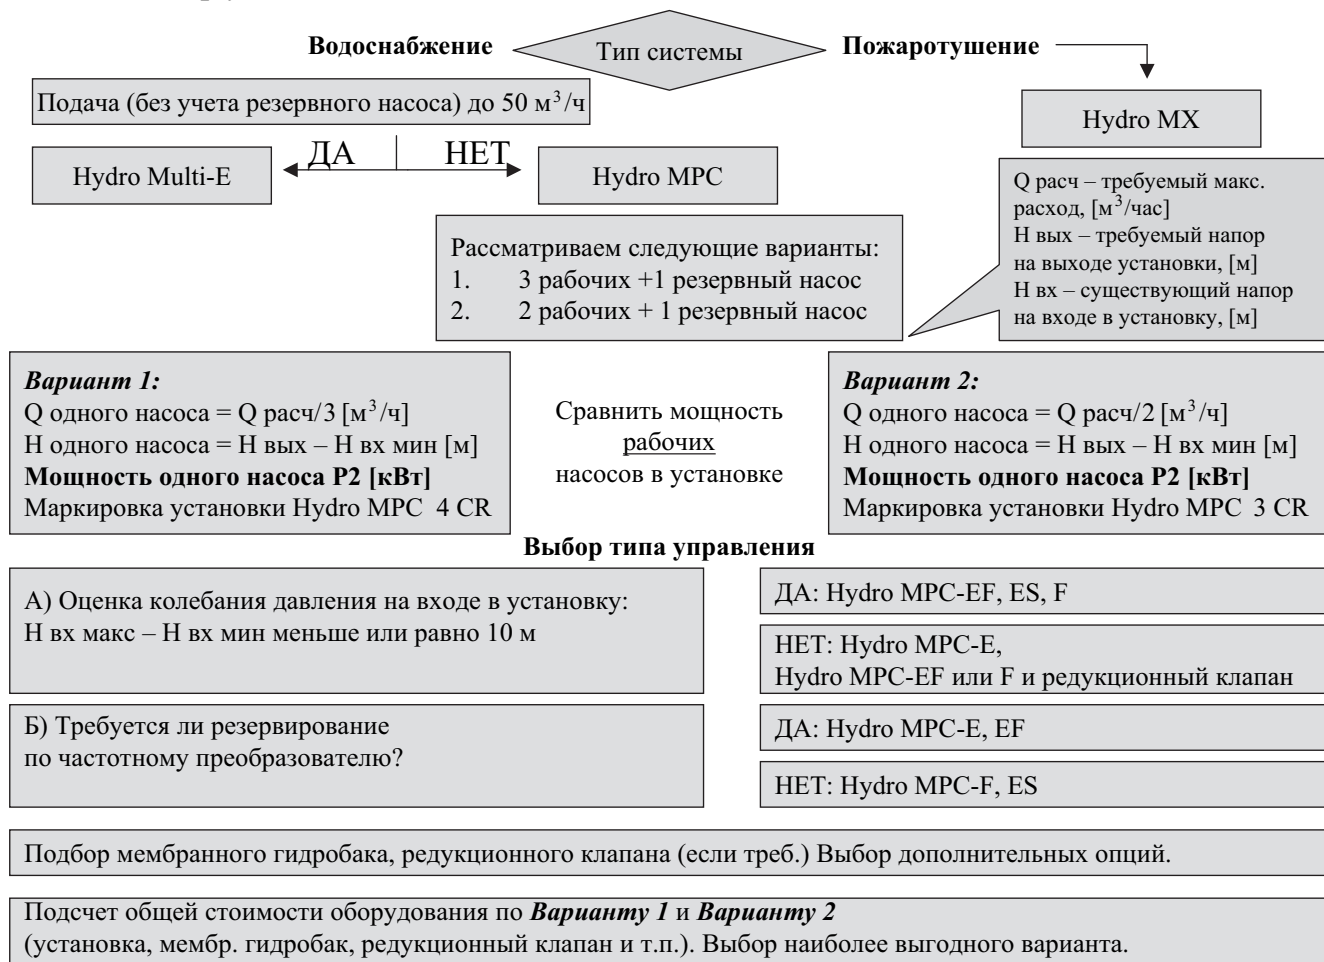 Водоснабжение
Тип системы
Пожаротушение
Подача (без учета резервного насоса) до 50 м³/ч
ДА
НЕТ
Hydro Multi-E
Hydro MPC
Hydro MX
Q расч – требуемый макс.
расход, [м³/час]
Н вых – требуемый напор
на выходе установки, [м]
Н вх – существующий напор
на входе в установку, [м]
Рассматриваем следующие варианты:
1. 3 рабочих +1 резервный насос
2. 2 рабочих + 1 резервный насос
Вариант 1:
Q одного насоса = Q расч/3 [м³/ч]
Н одного насоса = Н вых – Н вх мин [м]
Мощность одного насоса Р2 [кВт]
Маркировка установки Hydro MPC 4 CR
Сравнить мощность
рабочих
насосов в установке
Вариант 2:
Q одного насоса = Q расч/2 [м³/ч]
Н одного насоса = Н вых – Н вх мин [м]
Мощность одного насоса Р2 [кВт]
Маркировка установки Hydro MPC 3 CR
Выбор типа управления
А) Оценка колебания давления на входе в установку:
Н вх макс – Н вх мин меньше или равно 10 м
ДА: Hydro MPC-EF, ES, F
НЕТ: Hydro MPC-E,
Hydro MPC-EF или F и редукционный клапан
Б) Требуется ли резервирование
по частотному преобразователю?
ДА: Hydro MPC-E, EF
НЕТ: Hydro MPC-F, ES
Подбор мембранного гидробака, редукционного клапана (если треб.) Выбор дополнительных опций.
Подсчет общей стоимости оборудования по Варианту 1 и Варианту 2
(установка, мембр. гидробак, редукционный клапан и т.п.). Выбор наиболее выгодного варианта.